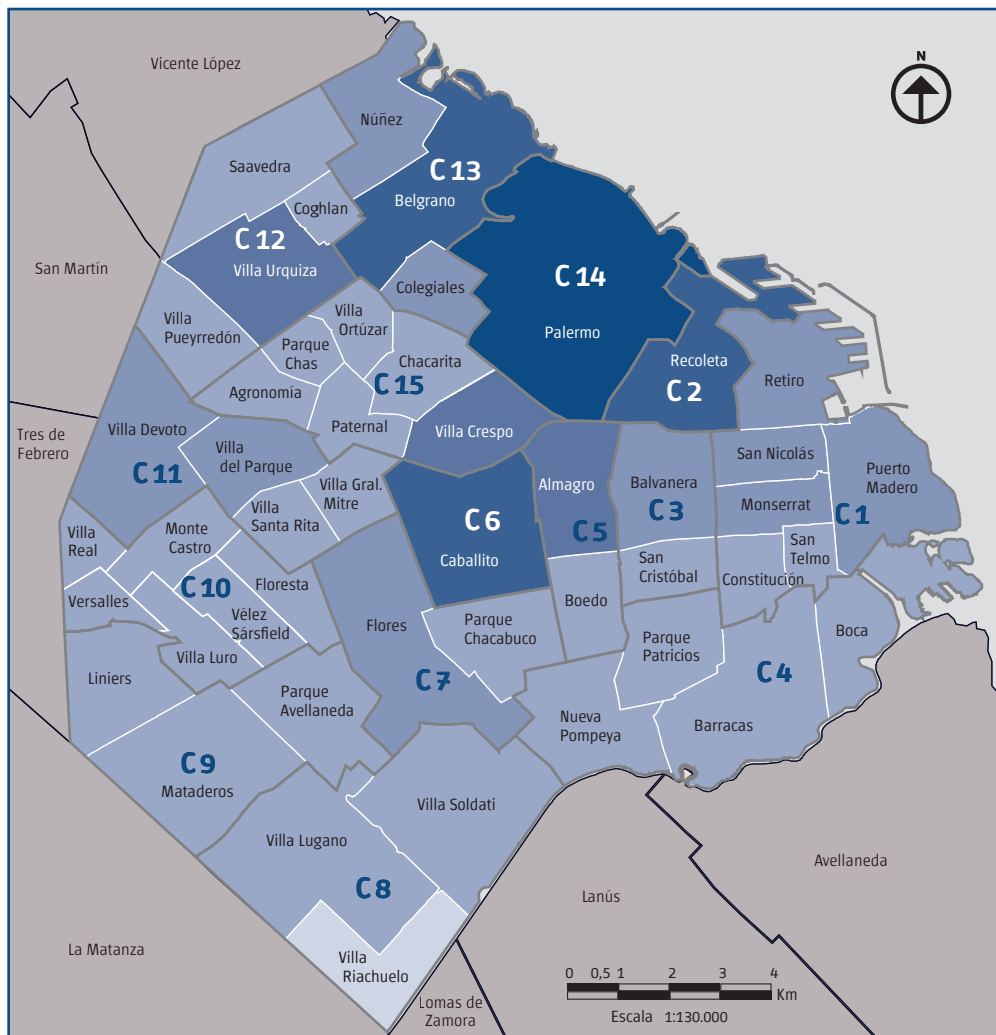 Vicente López
N
Núñez
Saavedra
C 13
Belgrano
Coghlan
C 12
Villa Urquiza
San Martín
C 14
Colegiales
Villa
Ortúzar
Villa
Pueyrredón
Palermo
Parque
Chas
Chacarita
Recoleta
C 15
Retiro
C 2
Agronomía
Paternal
Villa Devoto
Tres de
Febrero
Villa Crespo
Villa
del Parque
C 11
San Nicolás
Puerto
Madero
Villa Gral.
Mitre
Almagro
Balvanera
Villa
Santa Rita
Monserrat
C 6
C 5
C 3
C 1
Villa
Real
Monte
Castro
San
Telmo
Caballito
San
Cristóbal
Constitución
C 10
Floresta
Versalles
Boedo
Vélez
Sársfield
Flores
Parque
Chacabuco
Boca
Parque
Patricios
Villa Luro
Liniers
C 7
C 4
Parque
Avellaneda
Nueva
Pompeya
Barracas
C 9
Mataderos
Villa Soldati
Villa Lugano
Avellaneda
C 8
Lanús
La Matanza
Villa
Riachuelo
0 0,5 1 2 3 4
Km
Lomas de
Zamora
Escala 1:130.000